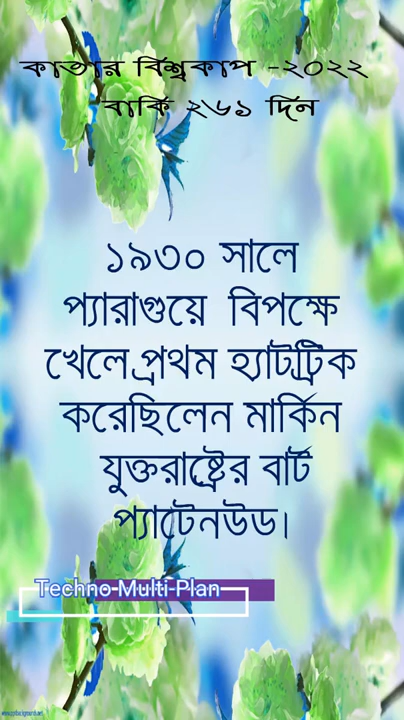 কাতার বিশ্বকাপ -২০২২
বাকি ২৬১ দিন
১৯৩০ সালে
প্যারাগুয়ে বিপক্ষে
খেলে প্রথম হ্যাটট্রিক
করেছিলেন মার্কিন
যুক্তরাষ্ট্রের বার্ট
প্যাটেনউড।
Techno Multi-Plan